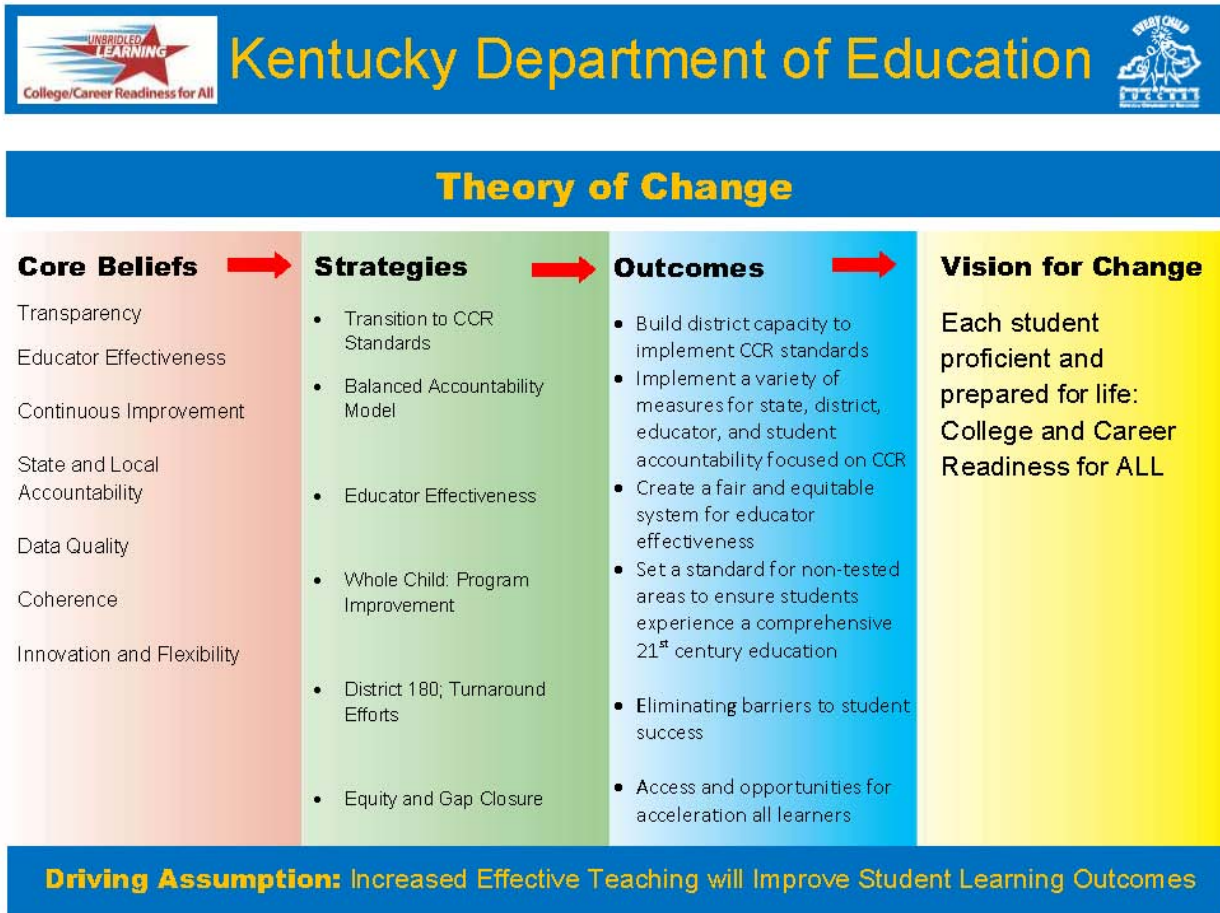 UNBRIDLED
LEARNING
College/Career Readiness for All
Kentucky Department of Education
EVERY CHILD
SUCCESS
Theory of Change
Core Beliefs
Transparency
Educator Effectiveness
Continuous Improvement
State and Local
Accountability
Data Quality
Coherence
Innovation and Flexibility
Strategies
• Transition to CCR
Standards
• Balanced Accountability
Model
• Educator Effectiveness
• Whole Child: Program
Improvement
• District 180; Turnaround
Efforts
• Equity and Gap Closure
Outcomes
• Build district capacity to
implement CCR standards
• Implement a variety of
measures for state, district,
educator, and student
accountability focused on CCR
• Create a fair and equitable
system for educator
effectiveness
• Set a standard for non-tested
areas to ensure students
experience a comprehensive
21st century education
• Eliminating barriers to student
success
• Access and opportunities for
acceleration all learners
Vision for Change
Each student
proficient and
prepared for life:
College and Career
Readiness for ALL
Driving Assumption: Increased Effective Teaching will Improve Student Learning Outcomes